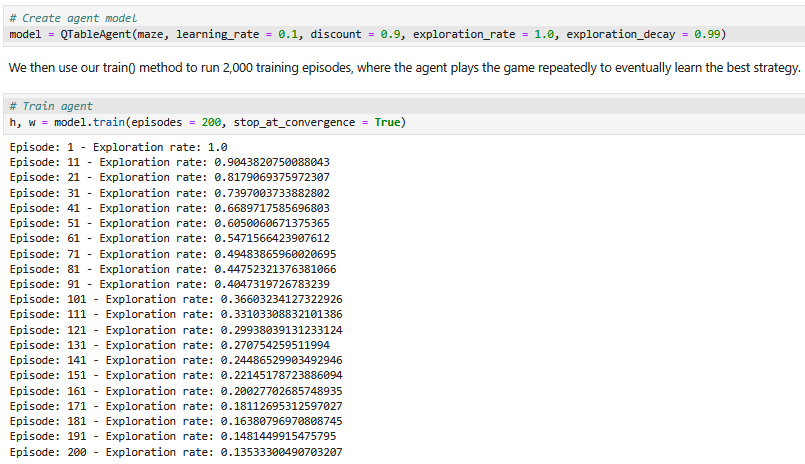 # Create agent model
model = QTableAgent(maze, learning_rate = 0.1, discount = 0.9, exploration_rate = 1.0, exploration_decay = 0.99)
We then use our train() method to run 2,000 training episodes, where the agent plays the game repeatedly to eventually learn the best strategy.
# Train agent
h, w = model.train(episodes = 200, stop_at_convergence = True)
Episode: 1 - Exploration rate: 1.0
Episode: 11 - Exploration rate: 0.9043820750088043
Episode: 21 - Exploration rate: 0.8179069375972307
Episode: 31 - Exploration rate: 0.7397003733882802
Episode: 41 - Exploration rate: 0.6689717585696803
Episode: 51 - Exploration rate: 0.6050060671375365
Episode: 61 - Exploration rate: 0.5471566423907612
Episode: 71 - Exploration rate: 0.49483865960020695
Episode: 81 - Exploration rate: 0.44752321376381066
Episode: 91 - Exploration rate: 0.4047319726783239
Episode: 101 - Exploration rate: 0.36603234127322926
Episode: 111 - Exploration rate: 0.33103308832101386
Episode: 121 - Exploration rate: 0.29938039131233124
Episode: 131 - Exploration rate: 0.270754259511994
Episode: 141 - Exploration rate: 0.24486529903492946
Episode: 151 - Exploration rate: 0.22145178723886094
Episode: 161 - Exploration rate: 0.20027702685748935
Episode: 171 - Exploration rate: 0.18112695312597027
Episode: 181 - Exploration rate: 0.16380796970808745
Episode: 191 - Exploration rate: 0.1481449915475795
Episode: 200 - Exploration rate: 0.13533300490703207